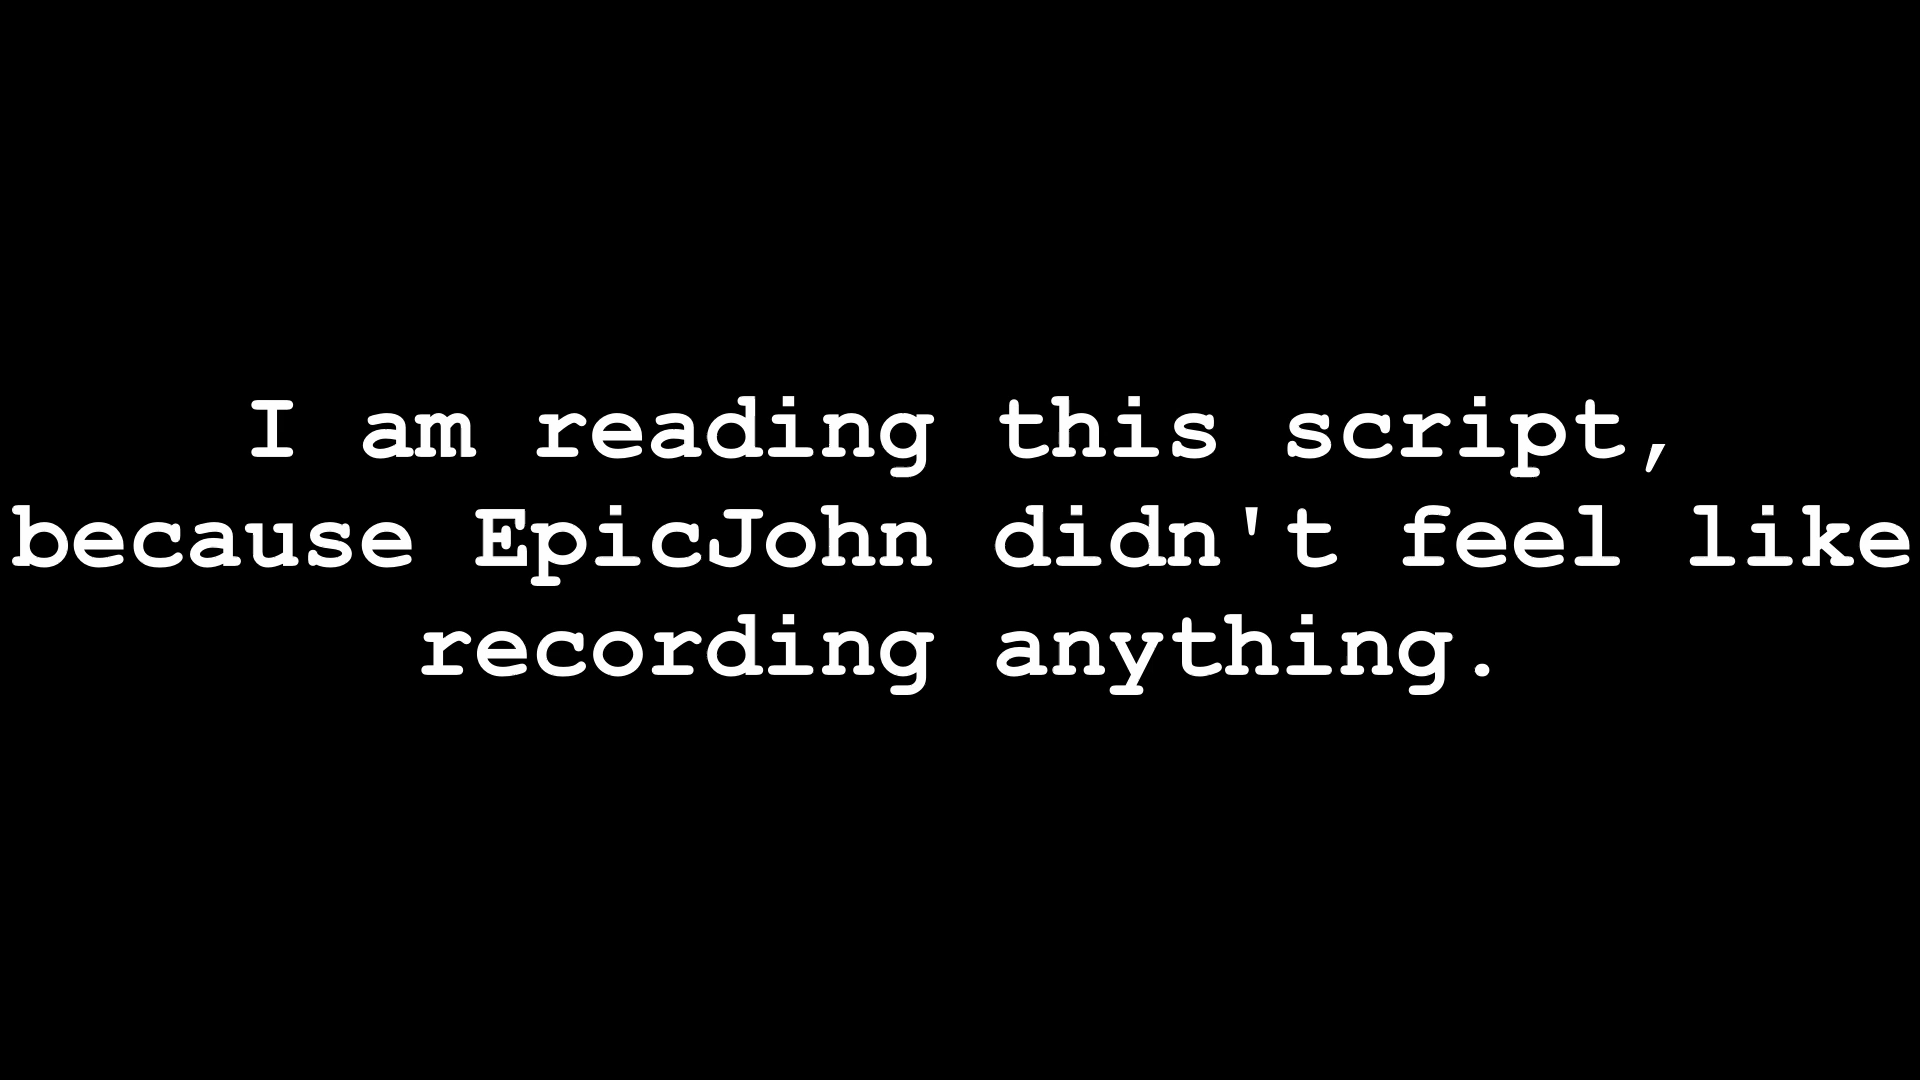 I am reading this script,
because EpicJohn didn't feel like
recording anything.